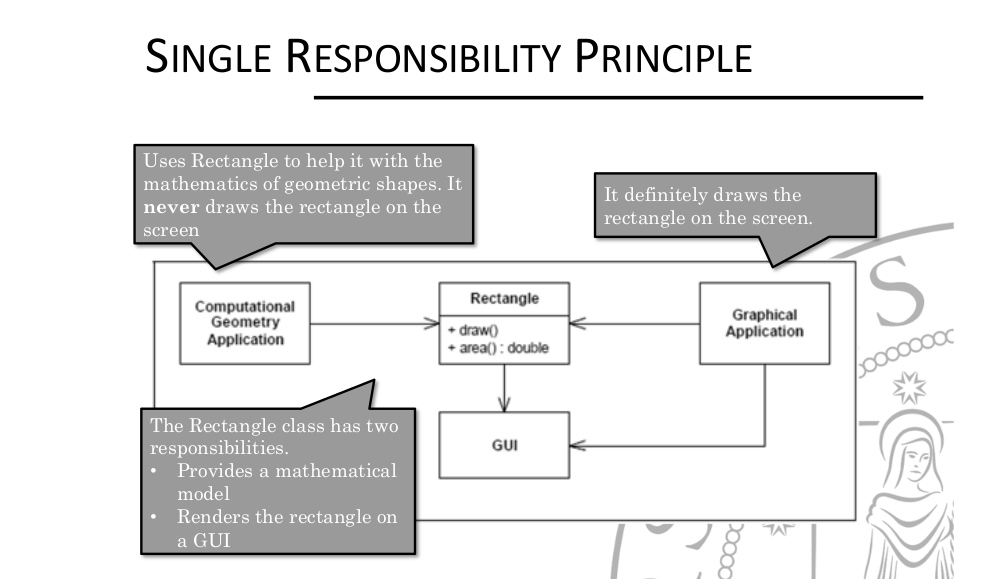 SINGLE RESPONSIBILITY PRINCIPLE
Uses Rectangle to help it with the
mathematics of geometric shapes. It
never draws the rectangle on the
screen
It definitely draws the
rectangle on the screen.
Computational
Geometry
Application
Rectangle
+ draw()
+ area() : double
Graphical
Application
GUI
The Rectangle class has two
responsibilities.
• Provides a mathematical
model
• Renders the rectangle on
a GUI
S